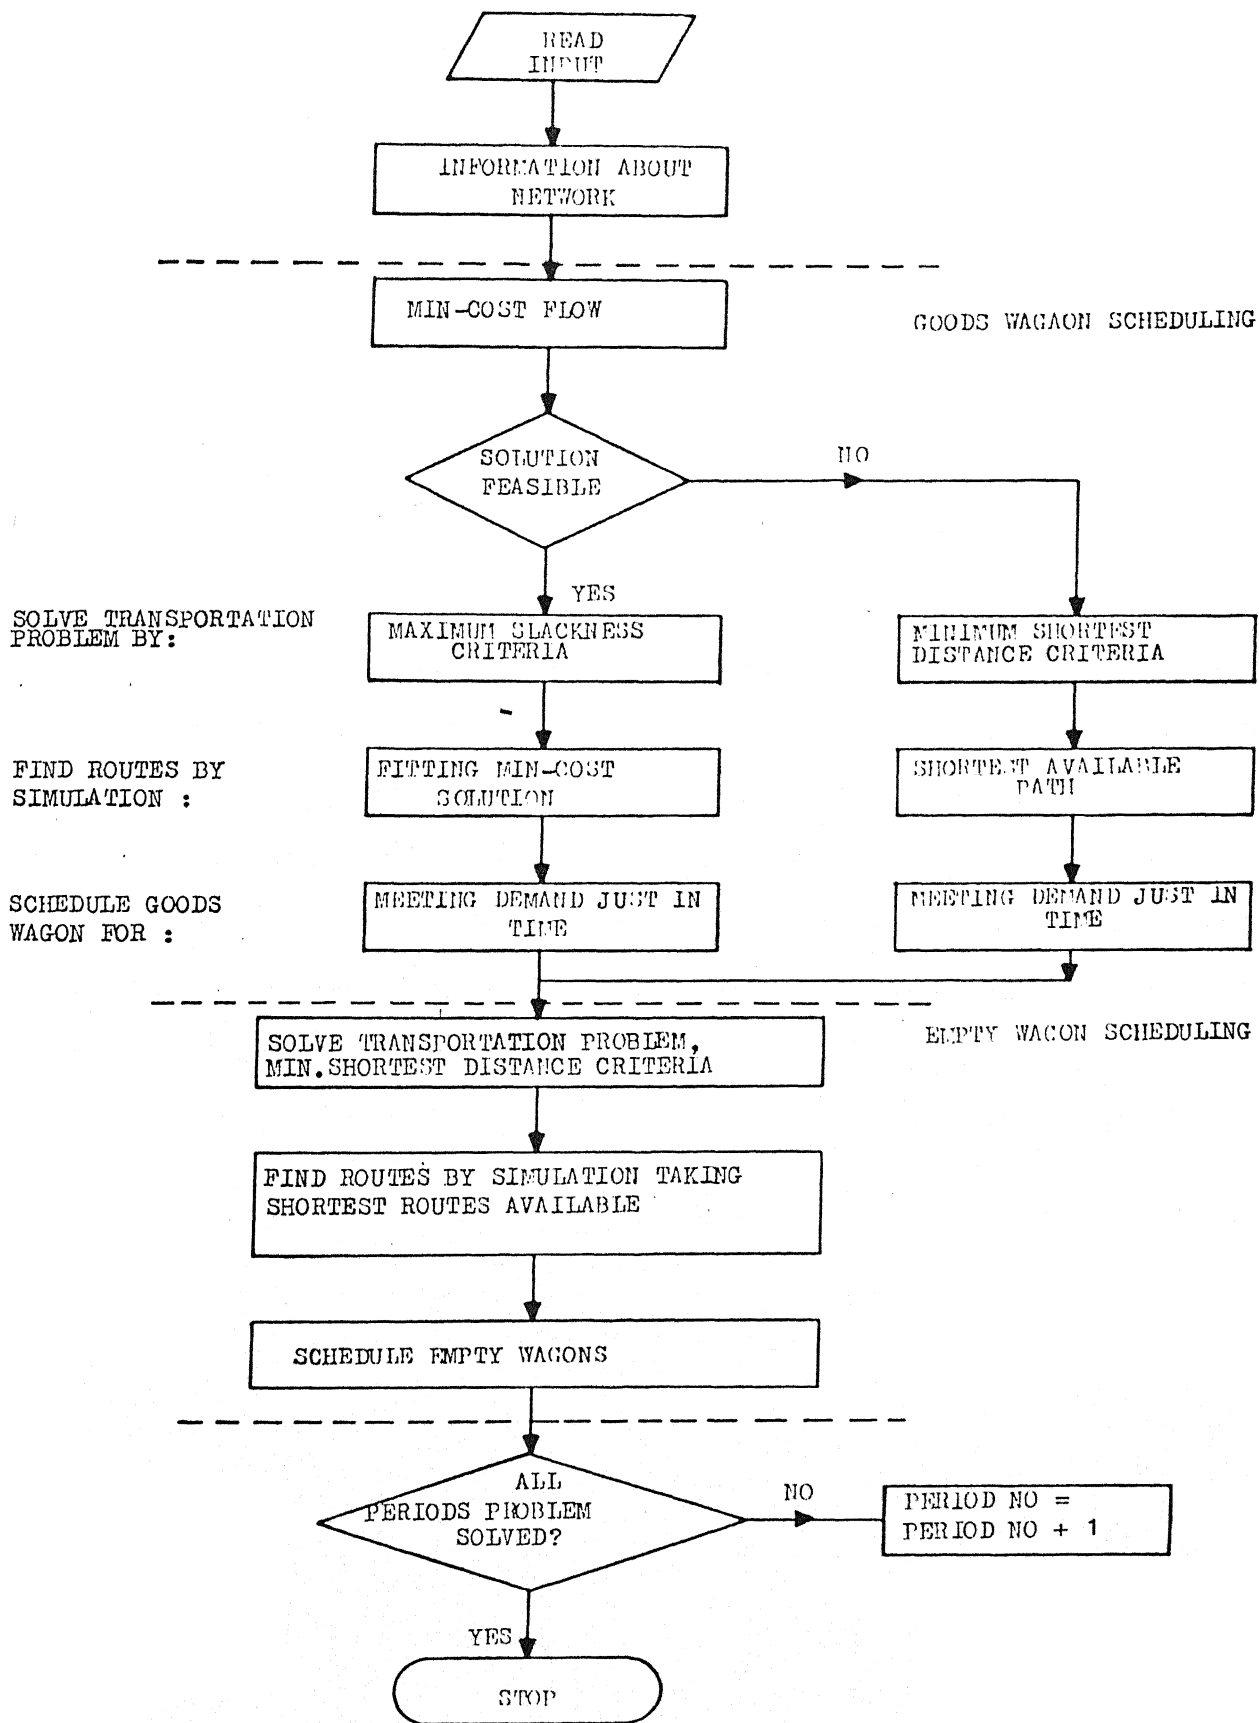 READ
INPUT
INFORMATION ABOUT
NETWORK
MIN-COST FLOW
GOODS WAGAON SCHEDULING
SOLUTION
FEASIBLE
NO
YES
SOLVE TRANSPORTATION
PROBLEM BY:
MAXIMUM SLACKNESS
CRITERIA
MINIMUM SHORTEST
DISTANCE CRITERIA
FIND ROUTES BY
SIMULATION :
FITTING MIN-COST
SOLUTION
SHORTEST AVAILABLE
PATH
SCHEDULE GOODS
WAGON FOR :
MEETING DEMAND JUST IN
TIME
MEETING DEMAND JUST IN
TIME
EMPTY WAGON SCHEDULING
SOLVE TRANSPORTATION PROBLEM,
MIN.SHORTEST DISTANCE CRITERIA
FIND ROUTES BY SIMULATION TAKING
SHORTEST ROUTES AVAILABLE
SCHEDULE EMPTY WAGONS
ALL
PERIODS PROBLEM
SOLVED?
NO
PERIOD NO =
PERIOD NO + 1
YES
STOP